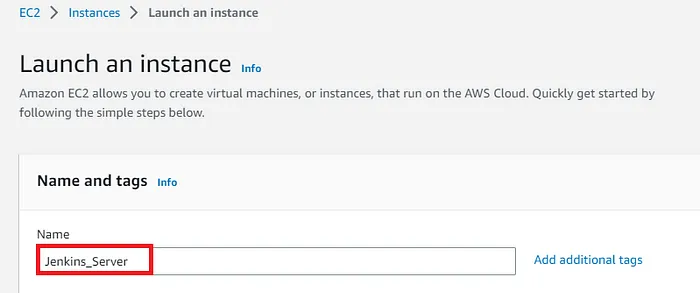 EC2 > Instances > Launch an instance
Launch an instance Info
Amazon EC2 allows you to create virtual machines, or instances, that run on the AWS Cloud. Quickly get started by
following the simple steps below.
Name and tags Info
Name
Jenkins_Server
Add additional tags